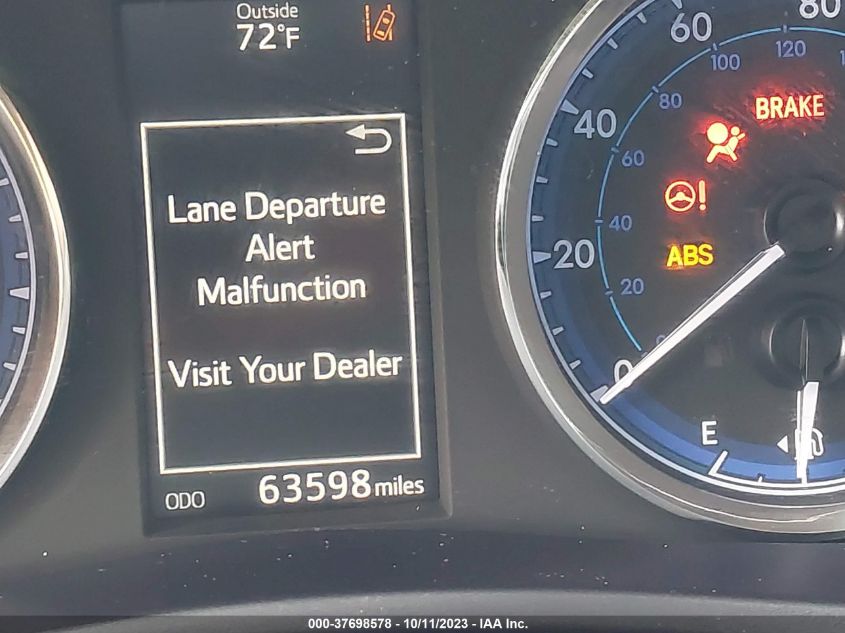 Outside
72°F
Lane Departure
Alert
Malfunction
Visit Your Dealer
ODO 63598 miles
60
80
100
120
80
BRAKE
40
60
!
40
ABS
20
20
0
E
000-37698578 - 10/11/2023 - IAA Inc.